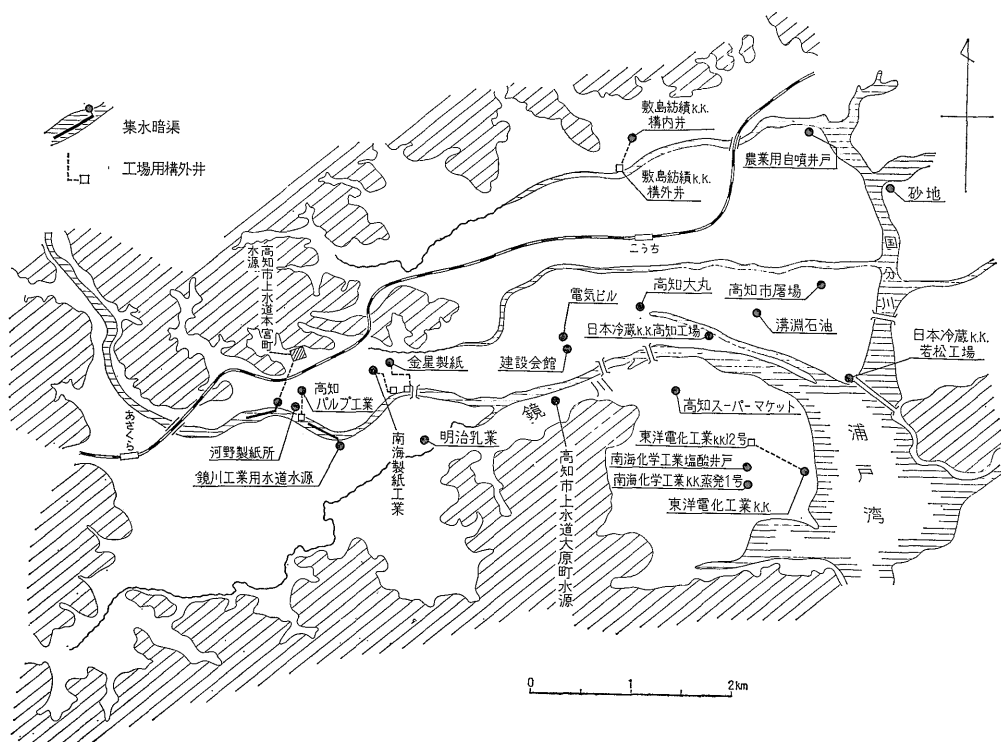 集水暗渠
工場用構外井
敷島紡績k.k.
構内井
敷島紡績k.k.
構外井
農業用自噴井戸
砂地
こうち
国分川
高知市上水道本宮町
水源
電気ビル
高知大丸
高知市屠場
溝淵石油
日本冷蔵k.k.高知工場
建設会館
日本冷蔵k.k.
若松工場
金星製紙
高知
パルプ工業
あさくら
河野製紙所
鏡川工業用水道水源
南海製紙工業
明治乳業
鏡
高知市上水道大原町水源
高知スーパーマケット
東洋電化工業kk12号
南海化学工業塩酸井戸
南海化学工業kk蒸発1号
東洋電化工業k.k.
浦戸湾
0 1 2km